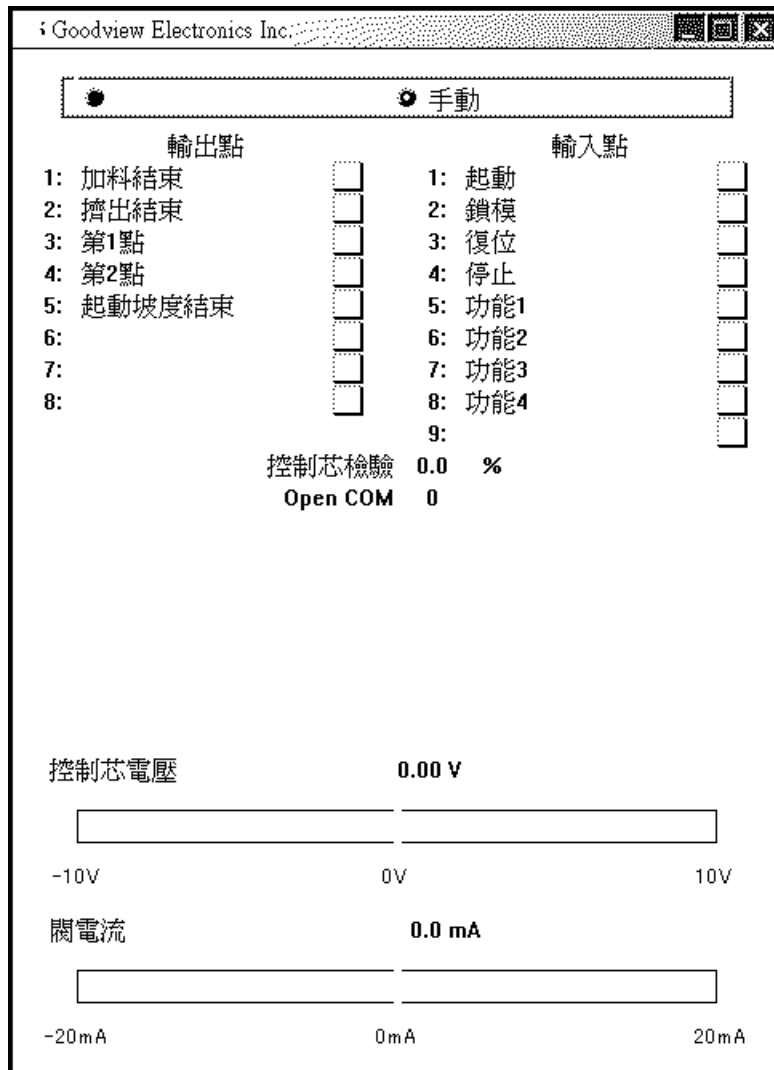 Goodview Electronics Inc.
手動
輸出點
輸入點
1: 加料結束
1: 起動
2: 擠出結束
2: 鎖模
3: 第1點
3: 復位
4: 第2點
4: 停止
5: 起動坡度結束
5: 功能1
6:
6: 功能2
7:
7: 功能3
8:
8: 功能4
9:
控制芯檢驗 0.0 %
Open COM 0
控制芯電壓 0.00 V
-10V 0V 10V
閥電流 0.0 mA
-20mA 0mA 20mA